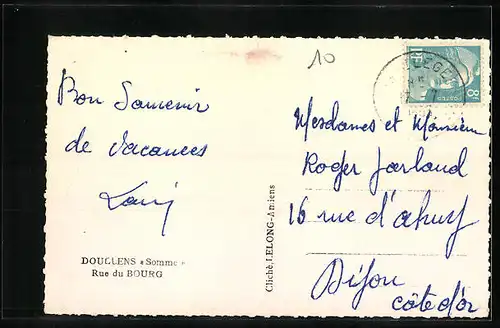 10
Bon Souvenir
de Vacances
DOULLENS « Somme »
Rue du BOURG
Cliché, LELONG-Amiens
8F
Mesdames et Monsieur
Roger Jarland
16 rue d'ahuy
Dijon
Côte d'or